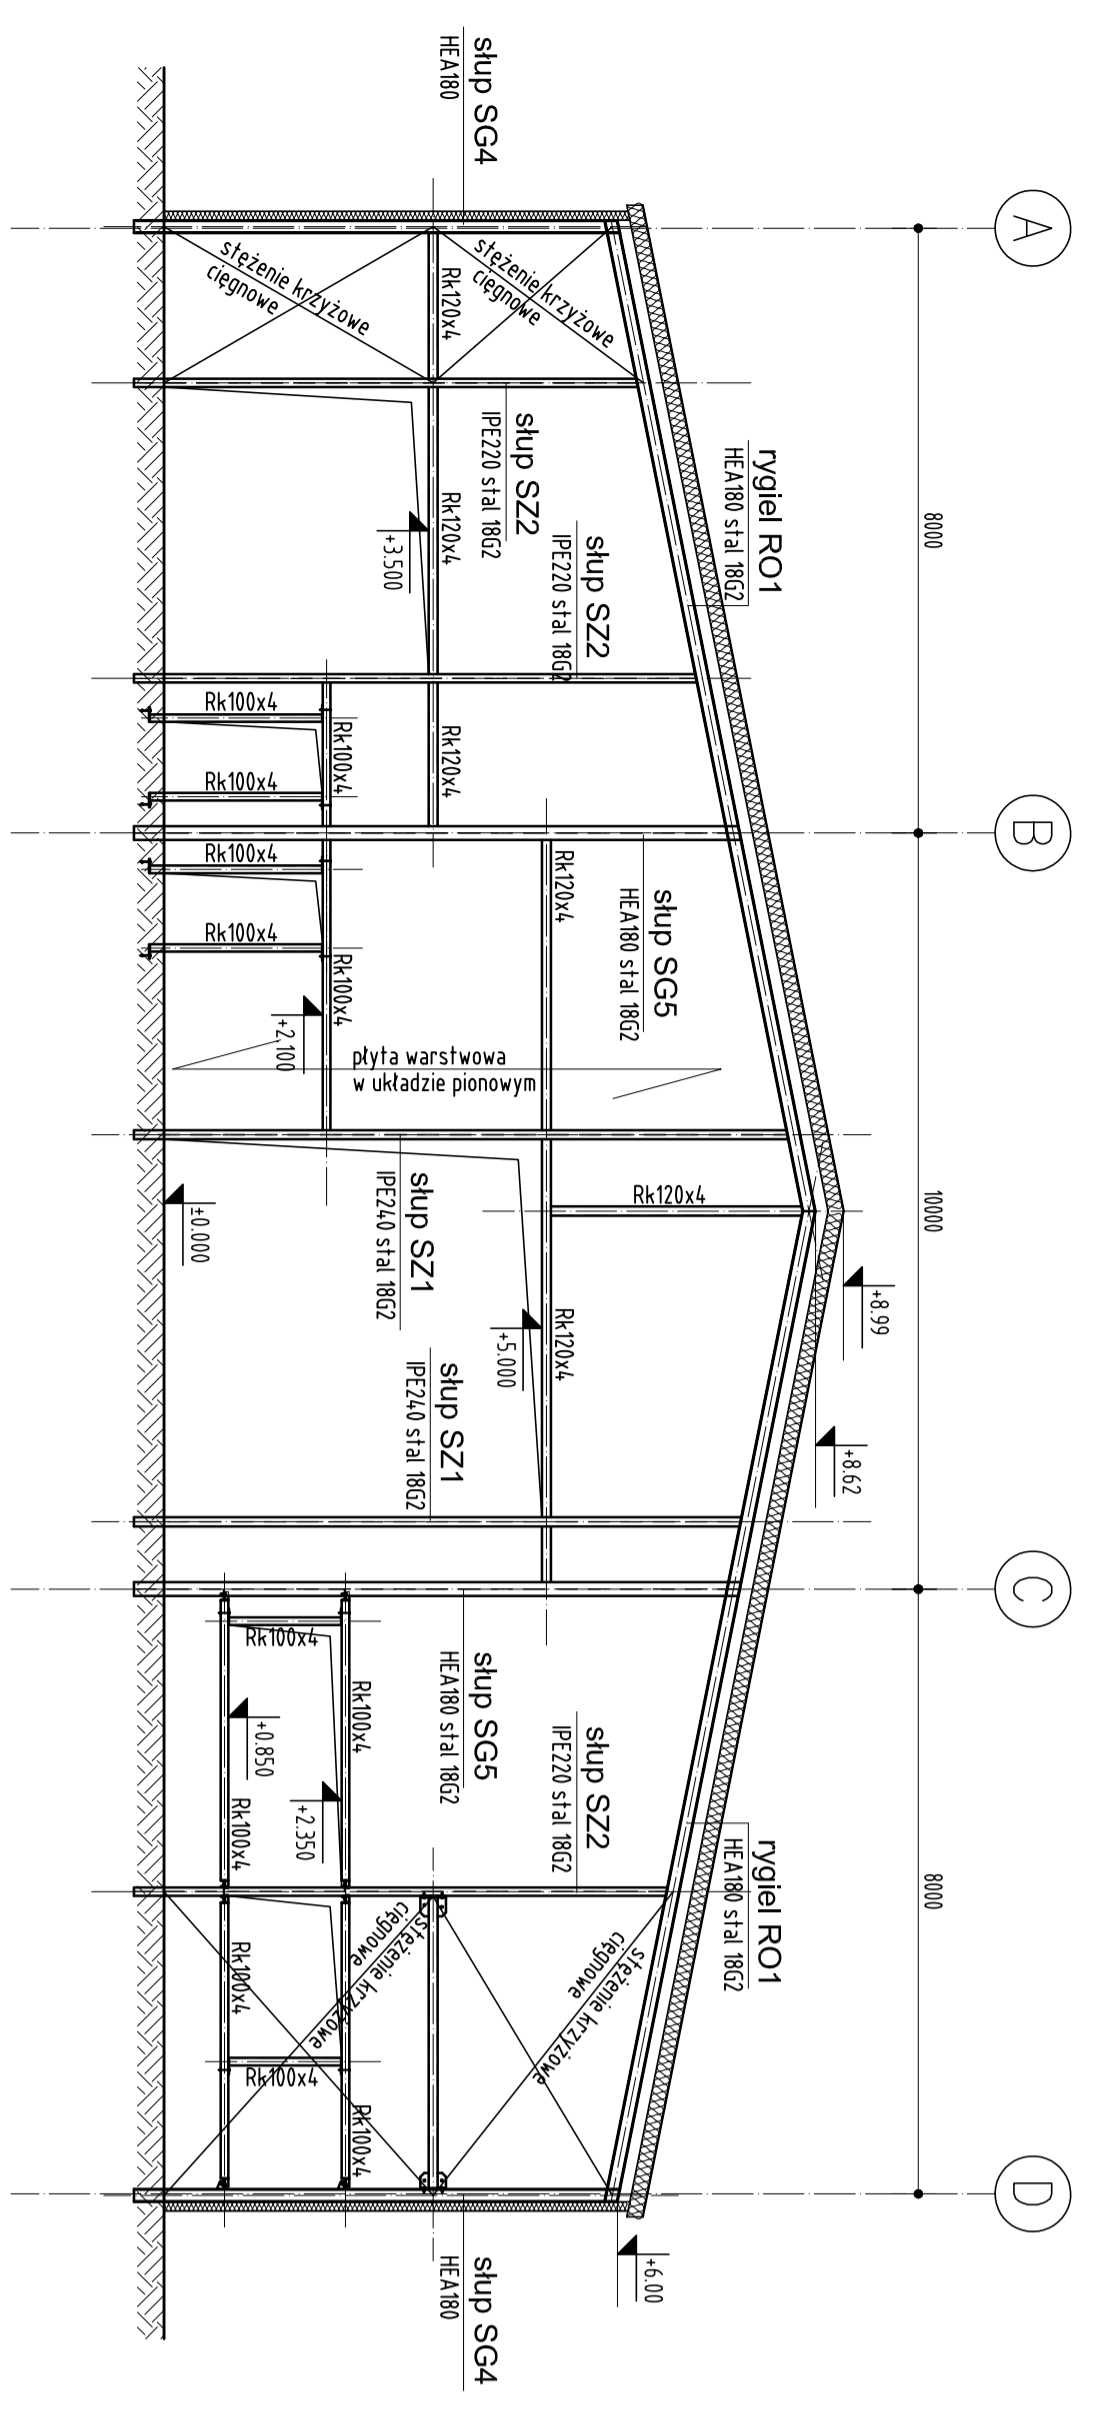 A
B
C
D
8000
10000
8000
słup SG4
HEA180
stężenie krzyżowe
cięgnowe
stężenie krzyżowe
cięgnowe
Rk120x4
słup SZ2
IPE220 stal 18G2
Rk120x4
+3.500
słup SZ2
IPE220 stal 18G2
rygiel RO1
HEA180 stal 18G2
Rk100x4
Rk100x4
Rk100x4
Rk120x4
Rk100x4
Rk100x4
Rk100x4
Rk120x4
słup SG5
HEA180 stal 18G2
+2.100
płyta warstwowa
w układzie pionowym
słup SZ1
IPE240 stal 18G2
±0.000
Rk120x4
+8.99
+8.62
Rk120x4
+5.000
słup SZ1
IPE240 stal 18G2
Rk100x4
Rk100x4
słup SG5
HEA180 stal 18G2
+0.850
+2.350
Rk100x4
słup SZ2
IPE220 stal 18G2
rygiel RO1
HEA180 stal 18G2
stężenie krzyżowe
cięgnowe
stężenie krzyżowe
cięgnowe
Rk100x4
Rk100x4
Rk100x4
+6.00
słup SG4
HEA180